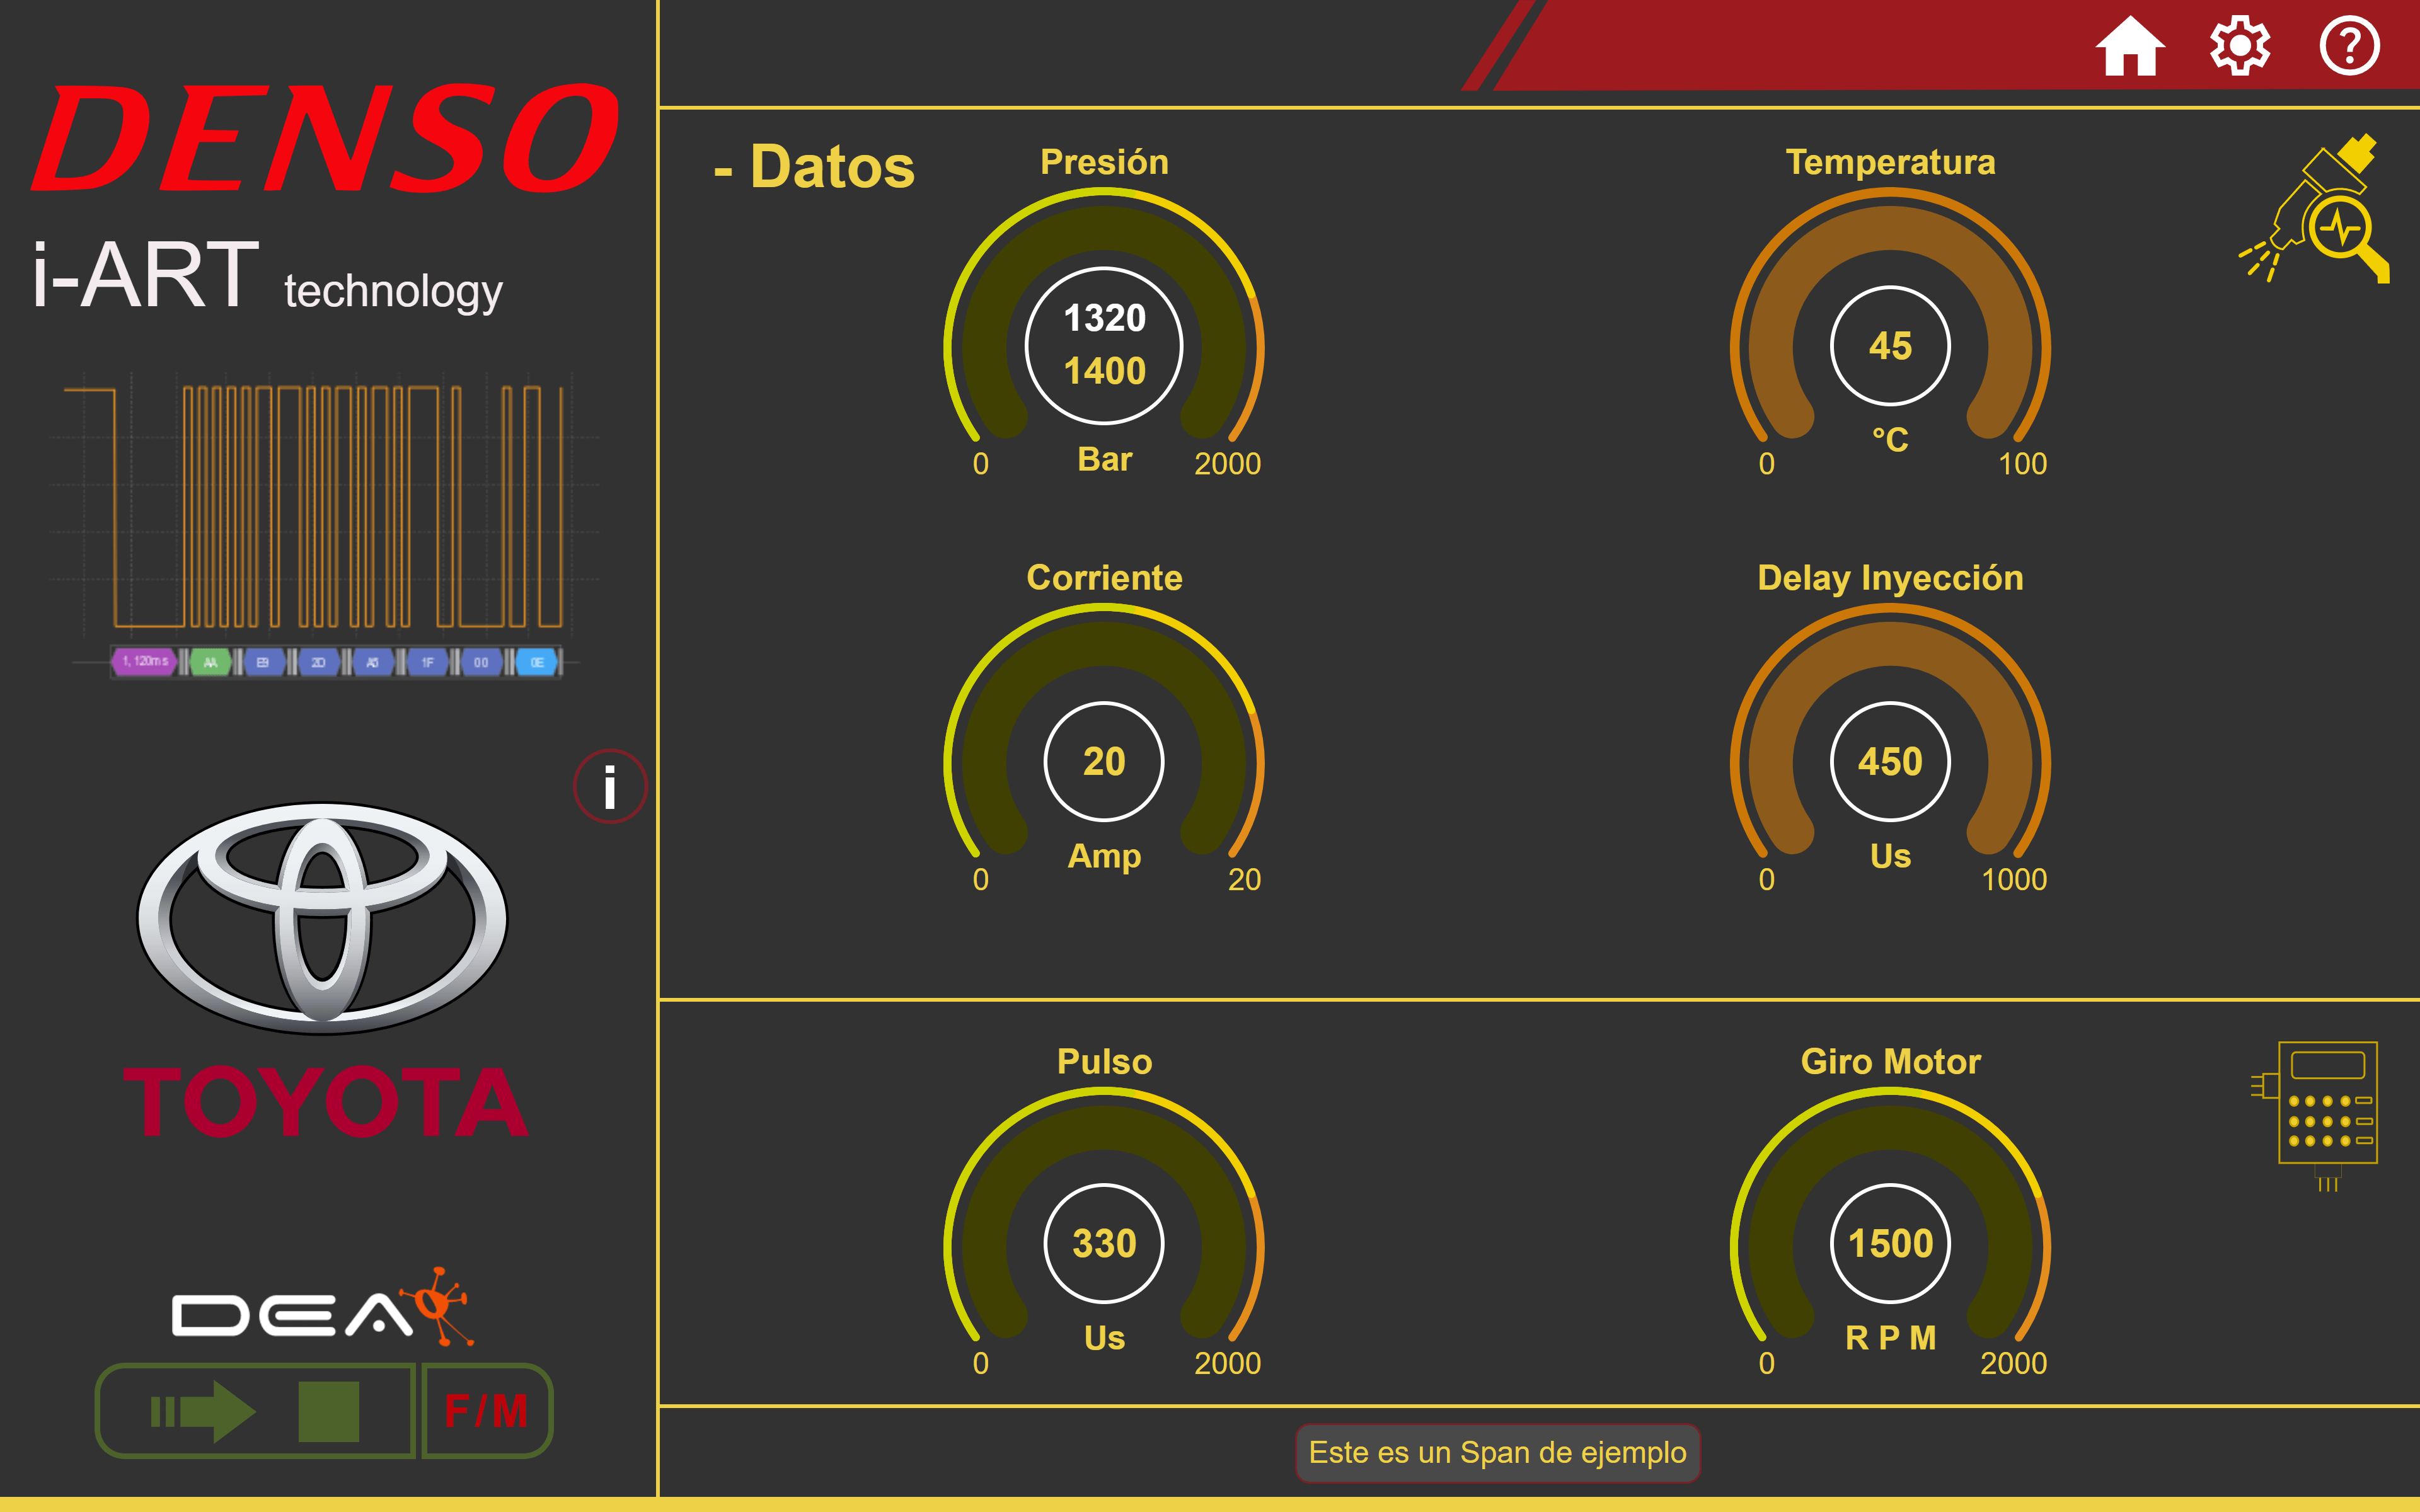 DENSO
i-ART technology
1,120ms AA E9 2D A5 1F 00 0E
i
TOYOTA
DEA
F/M
?
- Datos
Presión
1320
1400
Bar
0 2000
Temperatura
45
°C
0 100
Corriente
20
Amp
0 20
Delay Inyección
450
Us
0 1000
Pulso
330
Us
0 2000
Giro Motor
1500
R P M
0 2000
Este es un Span de ejemplo